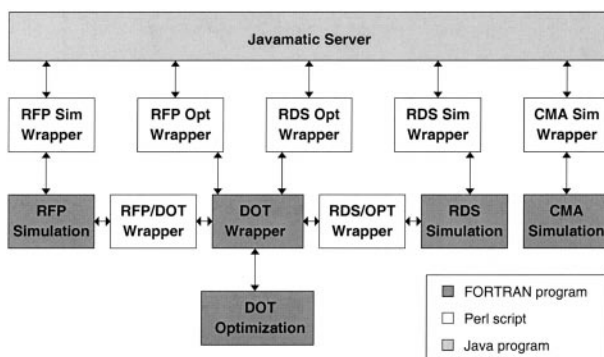 Javamatic Server
RFP Sim
Wrapper
RFP Opt
Wrapper
RDS Opt
Wrapper
RDS Sim
Wrapper
CMA Sim
Wrapper
RFP
Simulation
RFP/DOT
Wrapper
DOT
Wrapper
RDS/OPT
Wrapper
RDS
Simulation
CMA
Simulation
DOT
Optimization
FORTRAN program
Perl script
Java program